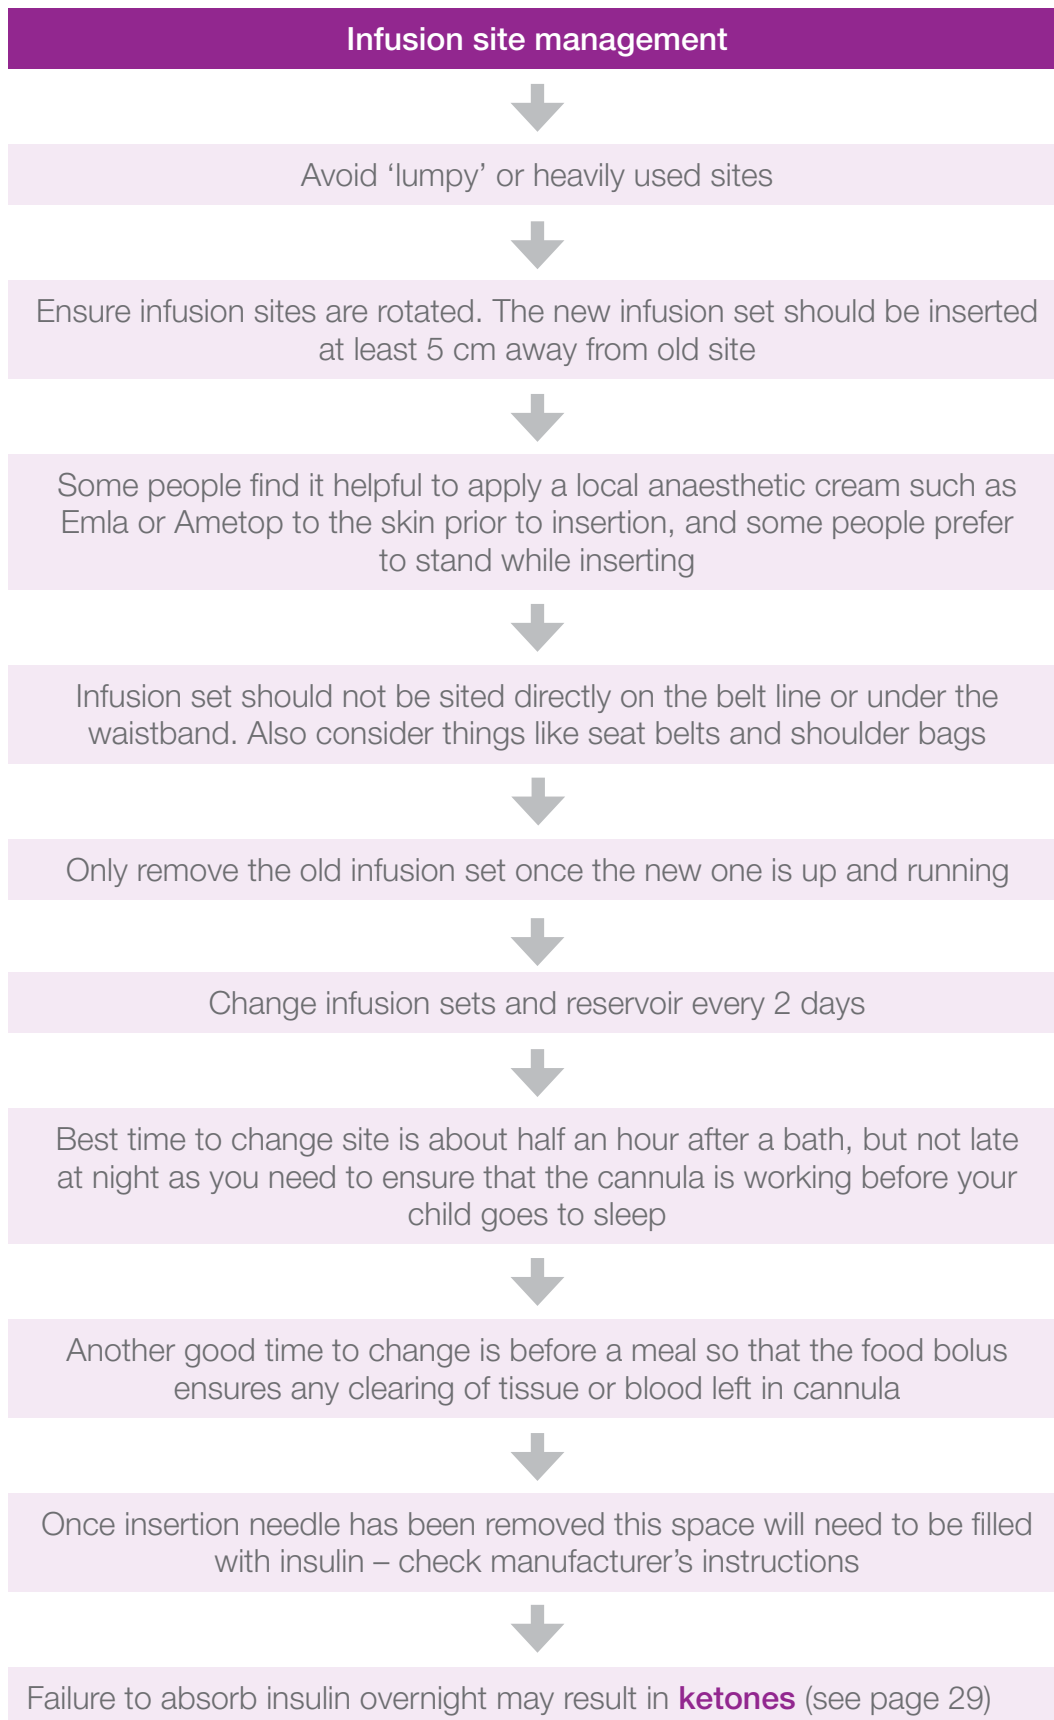 Infusion site management
Avoid ‘lumpy’ or heavily used sites
Ensure infusion sites are rotated. The new infusion set should be inserted
at least 5 cm away from old site
Some people find it helpful to apply a local anaesthetic cream such as
Emla or Ametop to the skin prior to insertion, and some people prefer
to stand while inserting
Infusion set should not be sited directly on the belt line or under the
waistband. Also consider things like seat belts and shoulder bags
Only remove the old infusion set once the new one is up and running
Change infusion sets and reservoir every 2 days
Best time to change site is about half an hour after a bath, but not late
at night as you need to ensure that the cannula is working before your
child goes to sleep
Another good time to change is before a meal so that the food bolus
ensures any clearing of tissue or blood left in cannula
Once insertion needle has been removed this space will need to be filled
with insulin – check manufacturer’s instructions
Failure to absorb insulin overnight may result in ketones (see page 29)